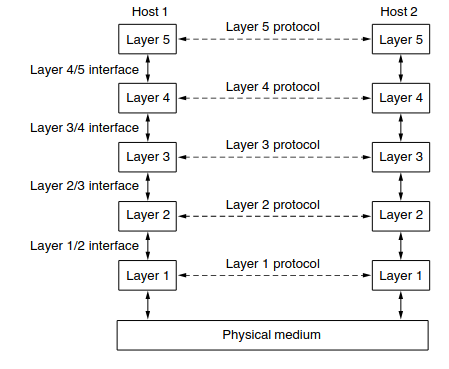 Host 1
Host 2
Layer 5
Layer 5 protocol
Layer 5
Layer 4/5 interface
Layer 4
Layer 4 protocol
Layer 4
Layer 3/4 interface
Layer 3
Layer 3 protocol
Layer 3
Layer 2/3 interface
Layer 2
Layer 2 protocol
Layer 2
Layer 1/2 interface
Layer 1
Layer 1 protocol
Layer 1
Physical medium